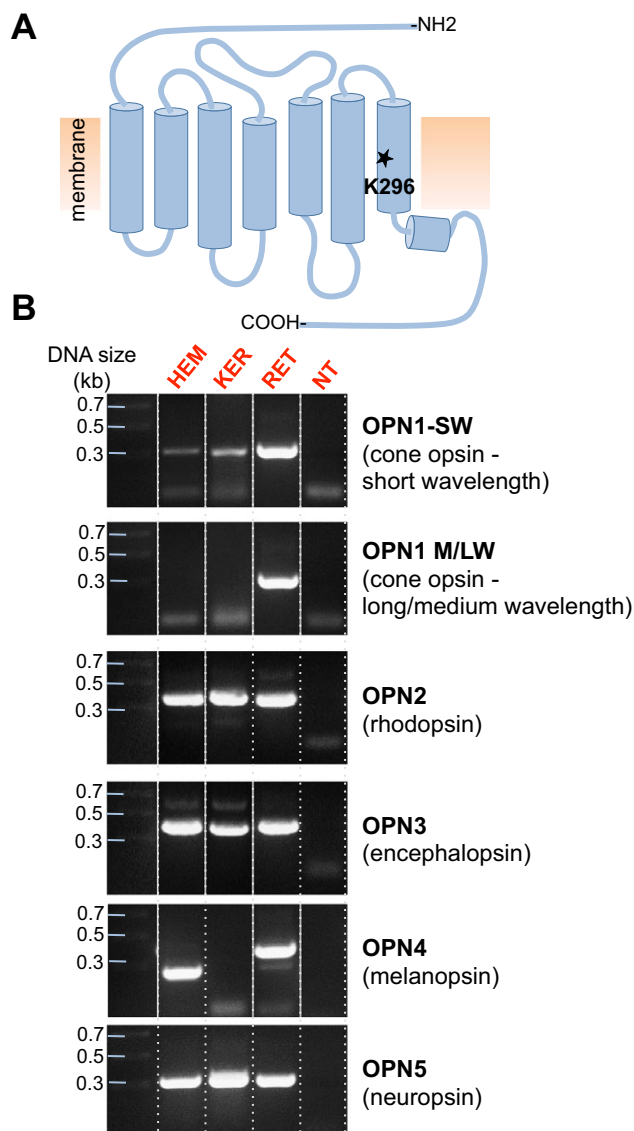 A
-NH2
membrane
K296
COOH-
B
DNA size
(kb)
HEM
KER
RET
NT
0.7
0.5
0.3
OPN1-SW
(cone opsin -
short wavelength)
0.7
0.5
0.3
OPN1 M/LW
(cone opsin -
long/medium wavelength)
0.7
0.5
0.3
OPN2
(rhodopsin)
0.7
0.5
0.3
OPN3
(encephalopsin)
0.7
0.5
0.3
OPN4
(melanopsin)
0.7
0.5
0.3
OPN5
(neuropsin)